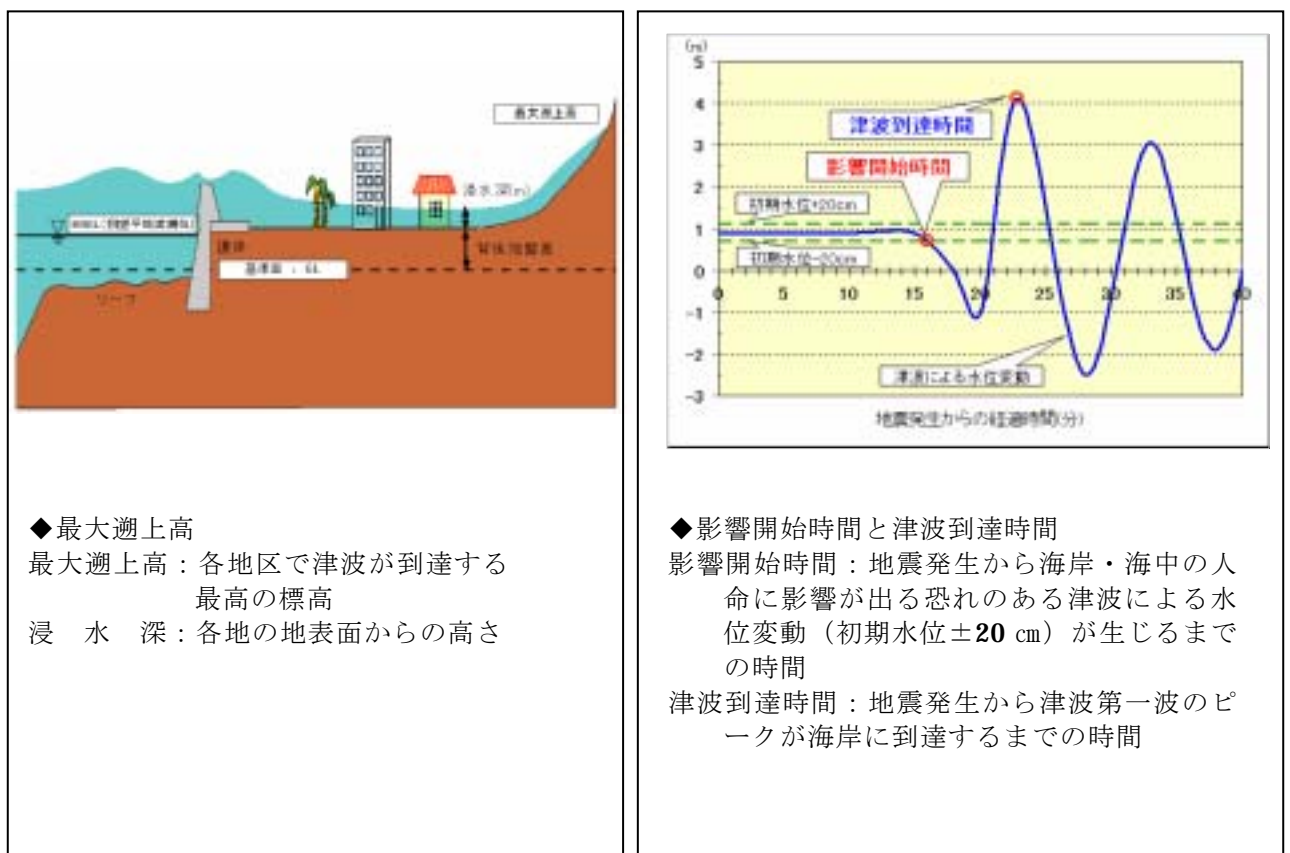 最大遡上高
浸水深(m)
護岸
背後地盤高
基準面 : GL
リーフ
(m)
5
4
3
2
1
0
-1
-2
-3
0
5
10
15
20
25
30
35
40
津波到達時間
影響開始時間
初期水位+20cm
初期水位-20cm
津波による水位変動
地震発生からの経過時間(分)
◆最大遡上高
最大遡上高：各地区で津波が到達する
最高の標高
浸 水 深：各地の地表面からの高さ
◆影響開始時間と津波到達時間
影響開始時間：地震発生から海岸・海中の人
命に影響が出る恐れのある津波による水
位変動（初期水位±20 ㎝）が生じるまで
の時間
津波到達時間：地震発生から津波第一波のピ
ークが海岸に到達するまでの時間